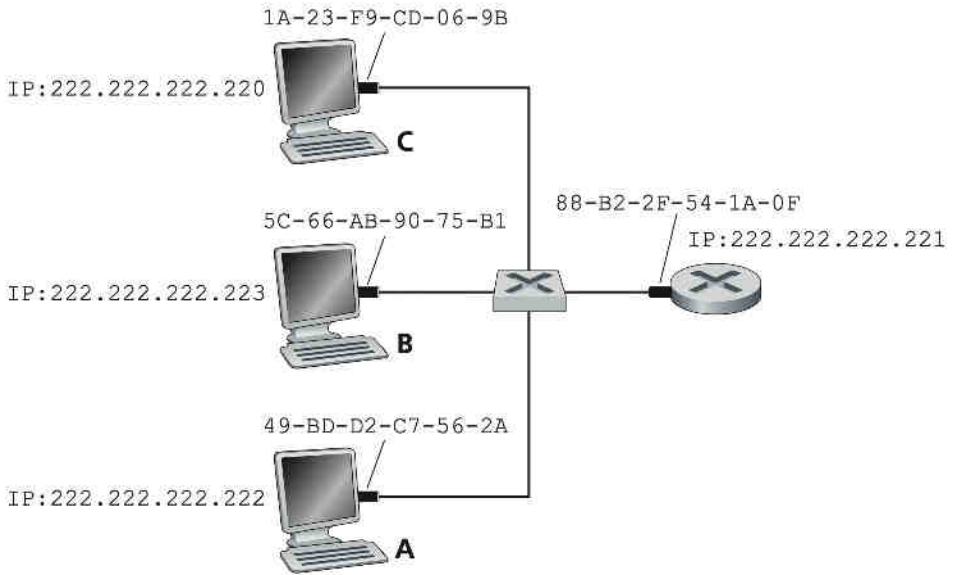 1A-23-F9-CD-06-9B
IP:222.222.222.220
C
5C-66-AB-90-75-B1
88-B2-2F-54-1A-0F
IP:222.222.222.221
IP:222.222.222.223
B
49-BD-D2-C7-56-2A
IP:222.222.222.222
A